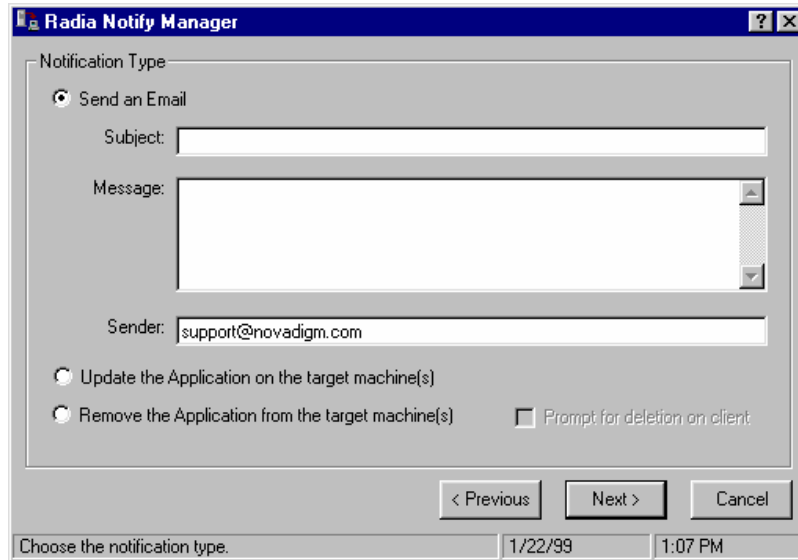 Radia Notify Manager
Notification Type
Send an Email
Subject:
Message:
Sender: support@novadigm.com
Update the Application on the target machine(s)
Remove the Application from the target machine(s) Prompt for deletion on client
< Previous Next > Cancel
Choose the notification type. 1/22/99 1:07 PM